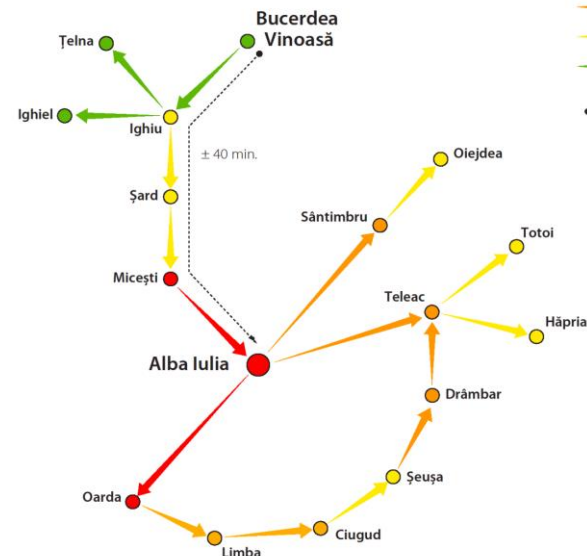 Bucerdea
Vinoasă
Țelna
Ighiel
Ighiu
± 40 min.
Oiejdea
Șard
Sântimbru
Totoi
Micești
Teleac
Hăpria
Alba Iulia
Drâmbar
Șeușa
Oarda
Ciugud
Limba